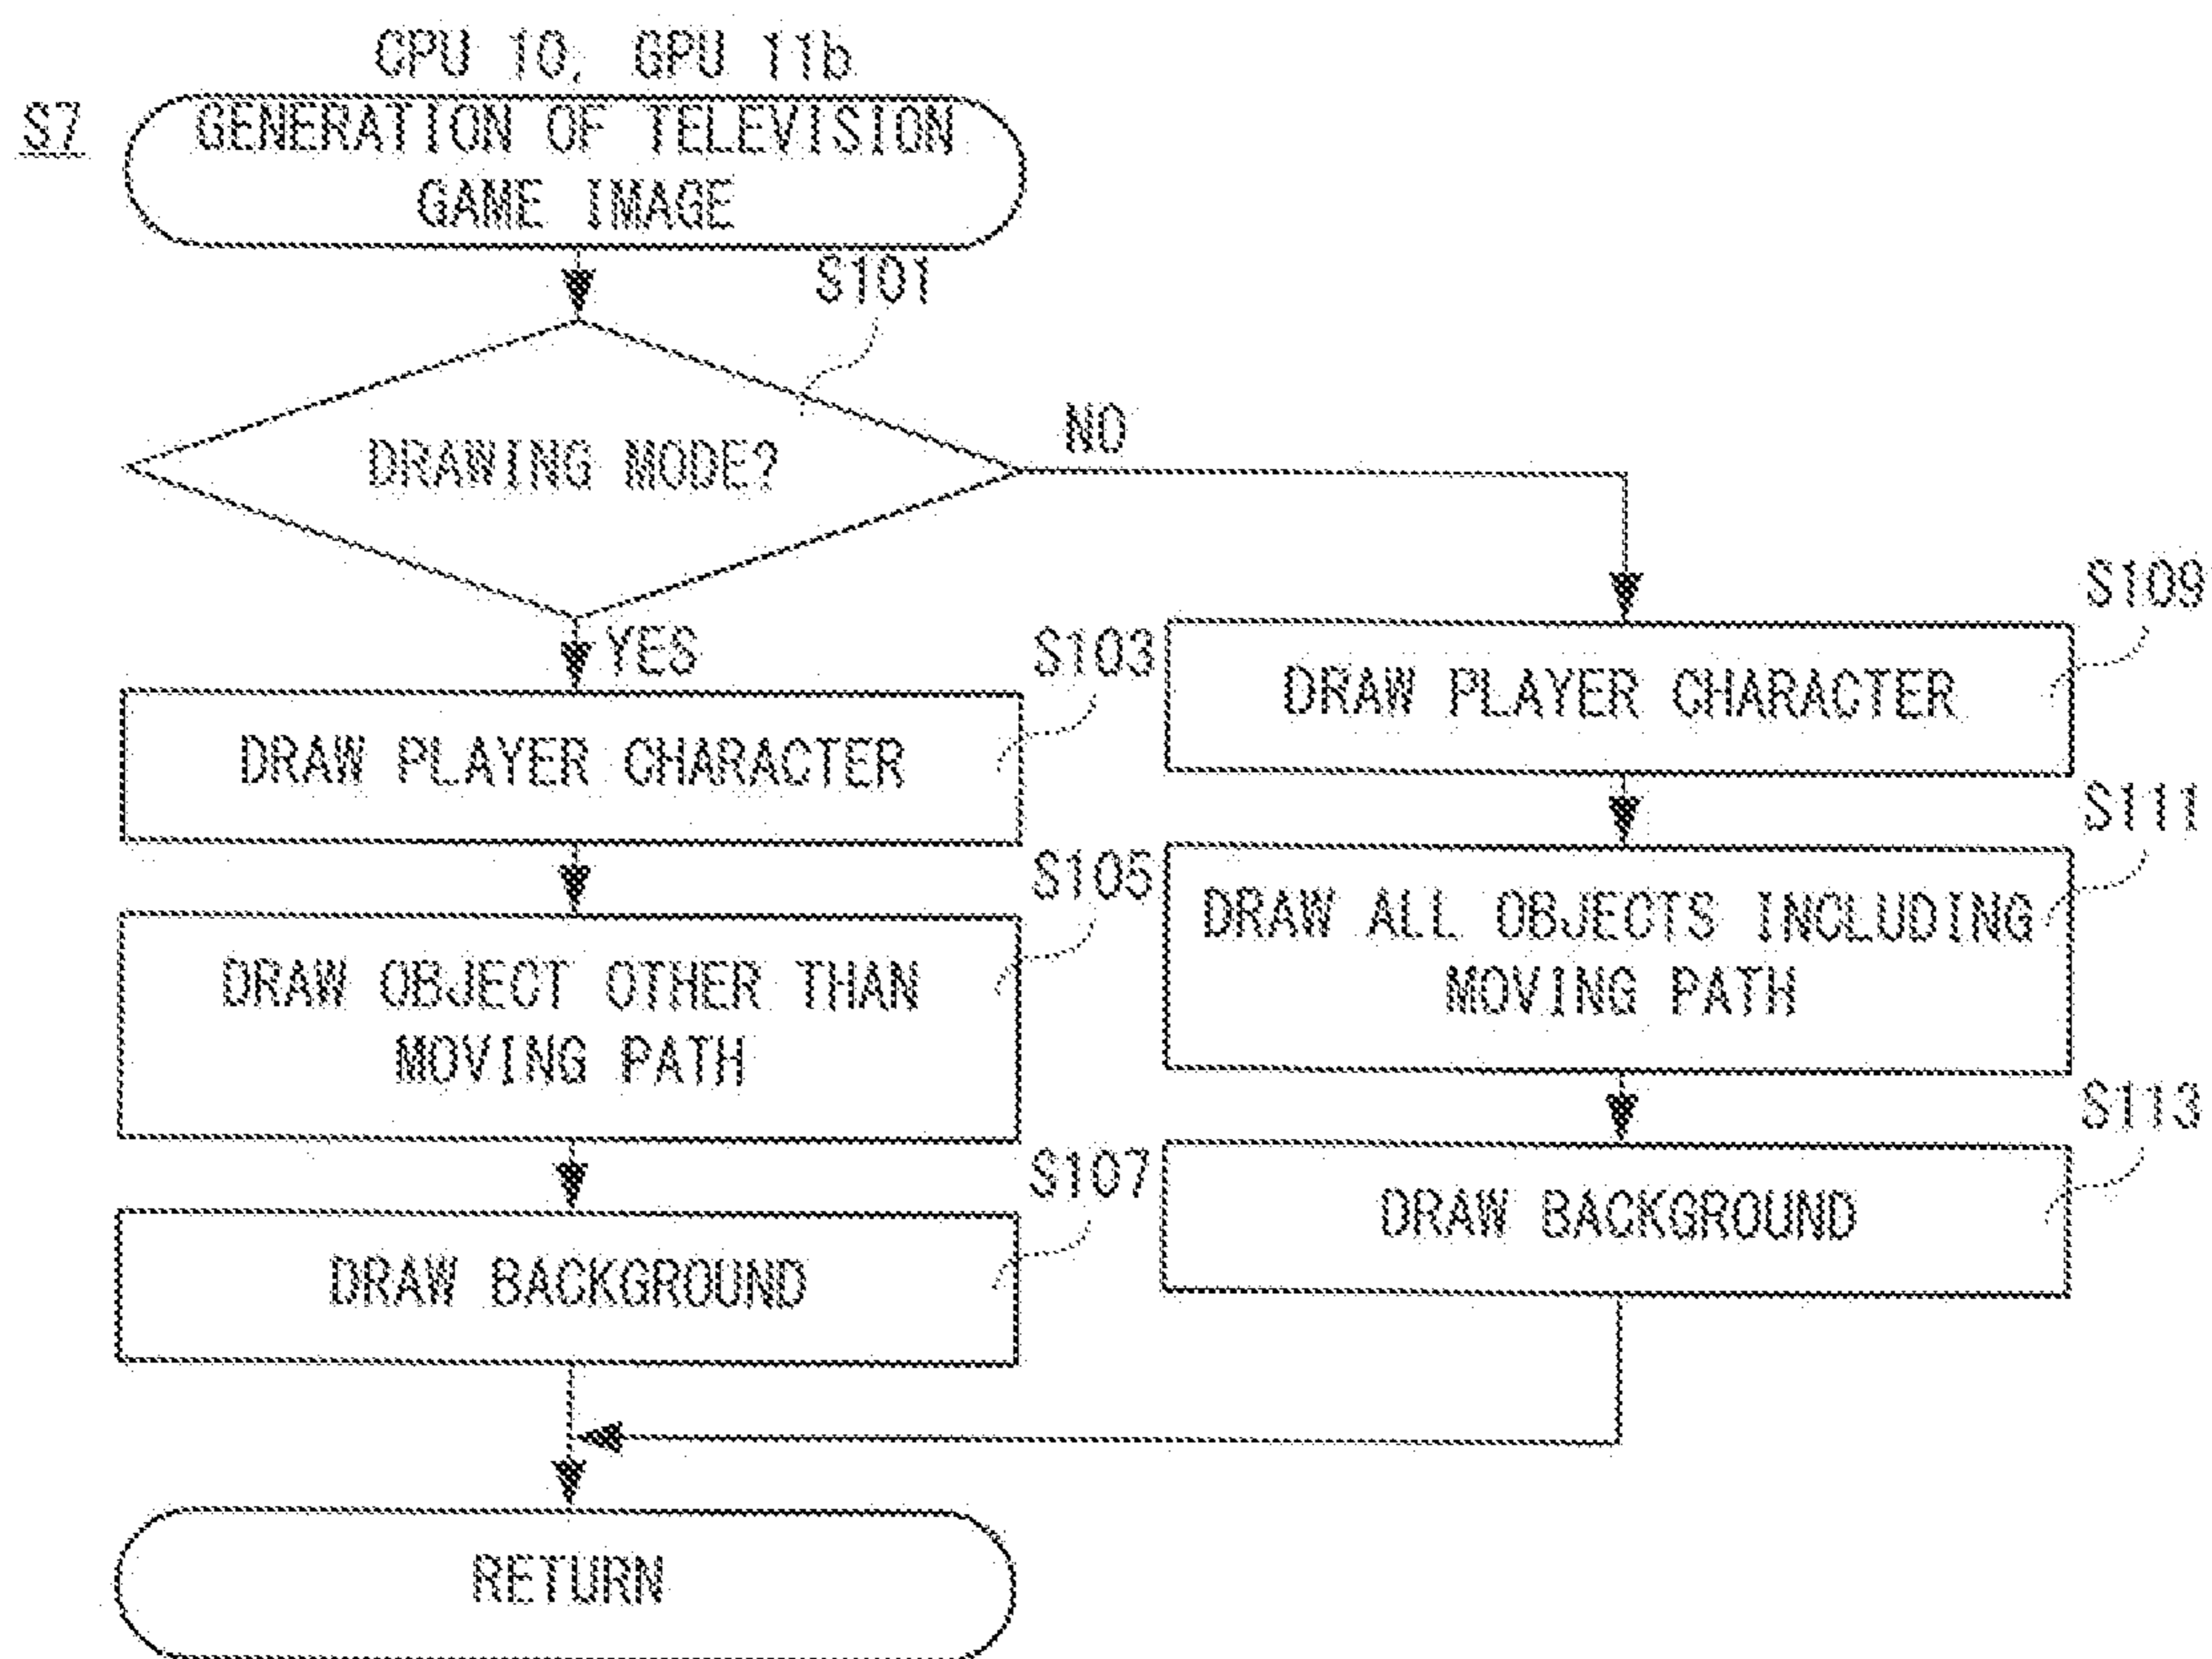 CPU 10, GPU 11b
S7
GENERATION OF TELEVISION
GAME IMAGE
S101
DRAWING MODE?
NO
YES
S103
DRAW PLAYER CHARACTER
S105
DRAW OBJECT OTHER THAN
MOVING PATH
S107
DRAW BACKGROUND
S109
DRAW PLAYER CHARACTER
S111
DRAW ALL OBJECTS INCLUDING
MOVING PATH
S113
DRAW BACKGROUND
RETURN